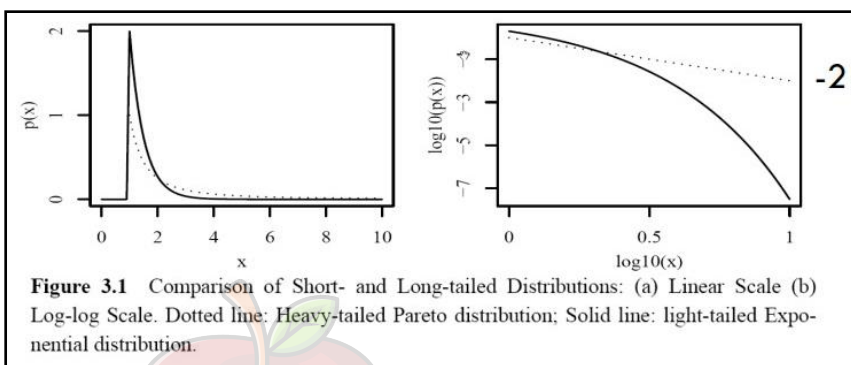 2
1
0
p(x)
0 2 4 6 8 10
x
-3
-5
-7
log10(p(x))
0 0.5 1
log10(x)
-2
Figure 3.1 Comparison of Short- and Long-tailed Distributions: (a) Linear Scale (b)
Log-log Scale. Dotted line: Heavy-tailed Pareto distribution; Solid line: light-tailed Expo-
nential distribution.